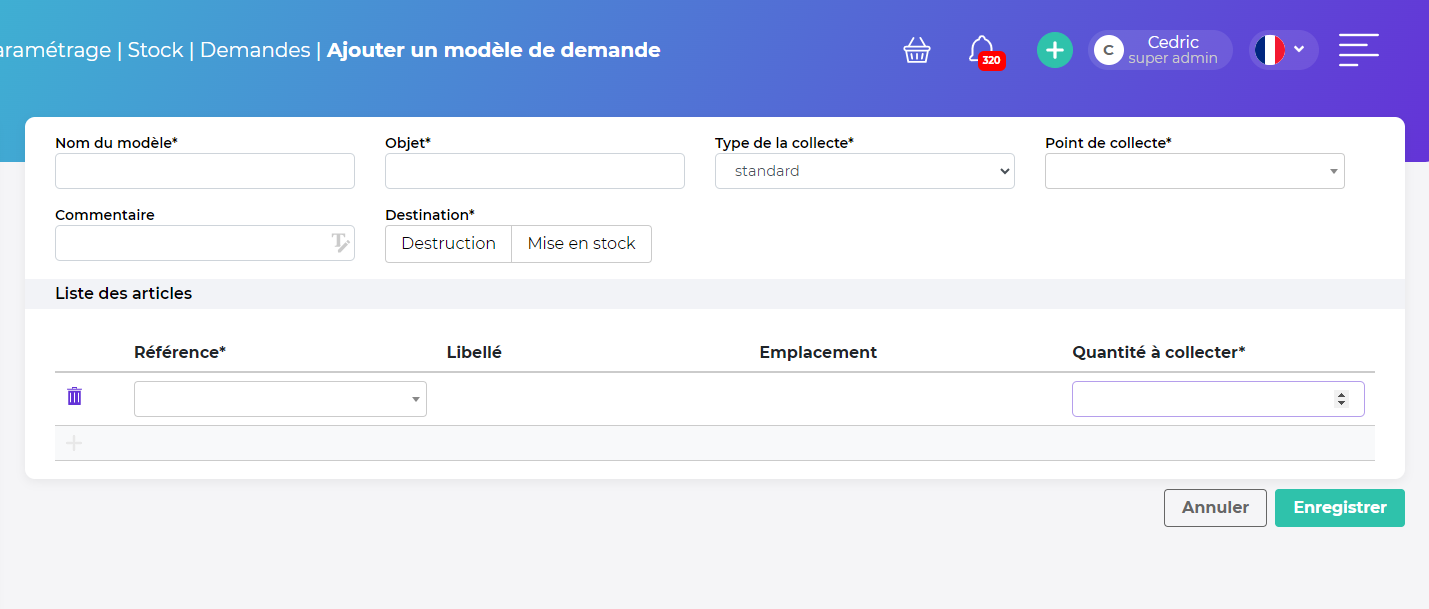 aramétrage | Stock | Demandes | Ajouter un modèle de demande
320
C
Cedric
super admin
Nom du modèle*
Objet*
Type de la collecte*
standard
Point de collecte*
Commentaire
Destination*
Destruction
Mise en stock
Liste des articles
Référence*
Libellé
Emplacement
Quantité à collecter*
Annuler
Enregistrer